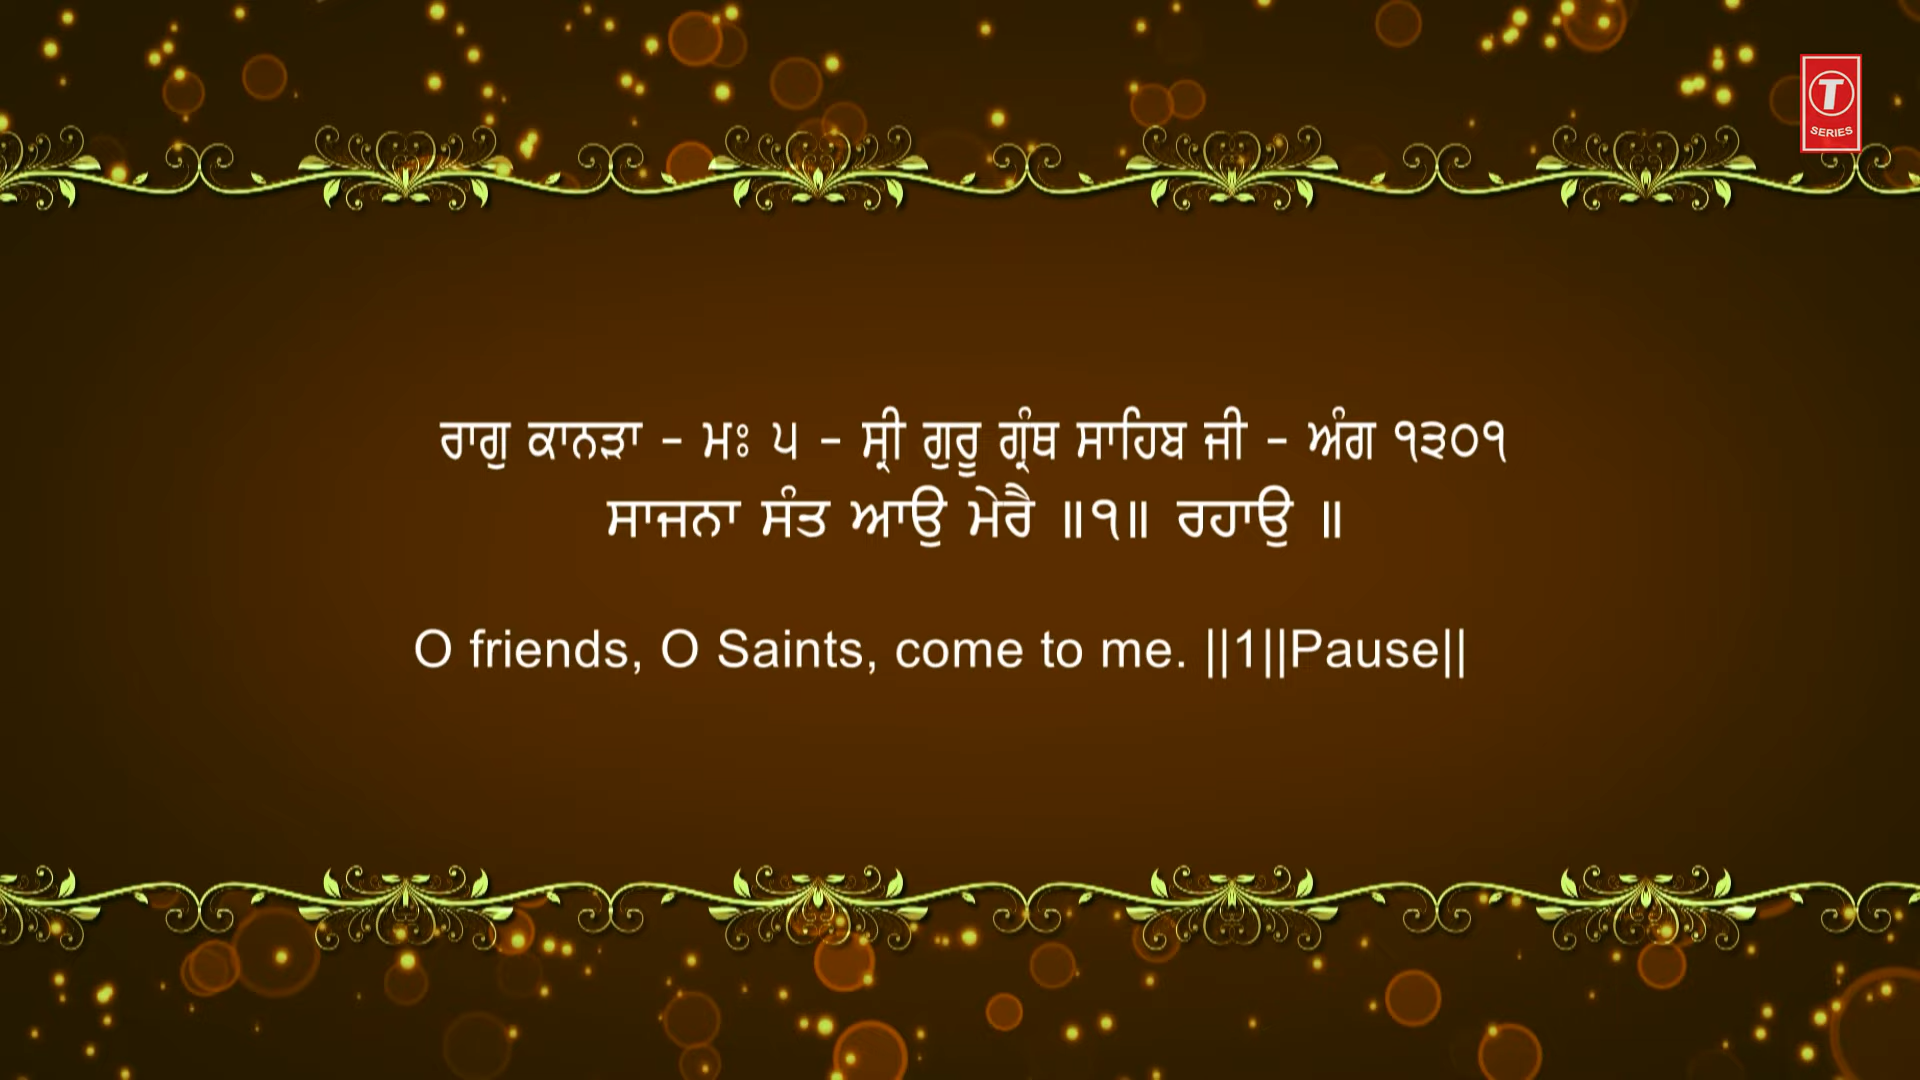 T
SERIES
ਰਾਗੁ ਕਾਨੜਾ - ਮਃ ੫ - ਸ੍ਰੀ ਗੁਰੂ ਗ੍ਰੰਥ ਸਾਹਿਬ ਜੀ - ਅੰਗ ੧੩੦੧
ਸਾਜਨਾ ਸੰਤ ਆਉ ਮੇਰੈ ॥੧॥ ਰਹਾਉ ॥
O friends, O Saints, come to me. ||1||Pause||